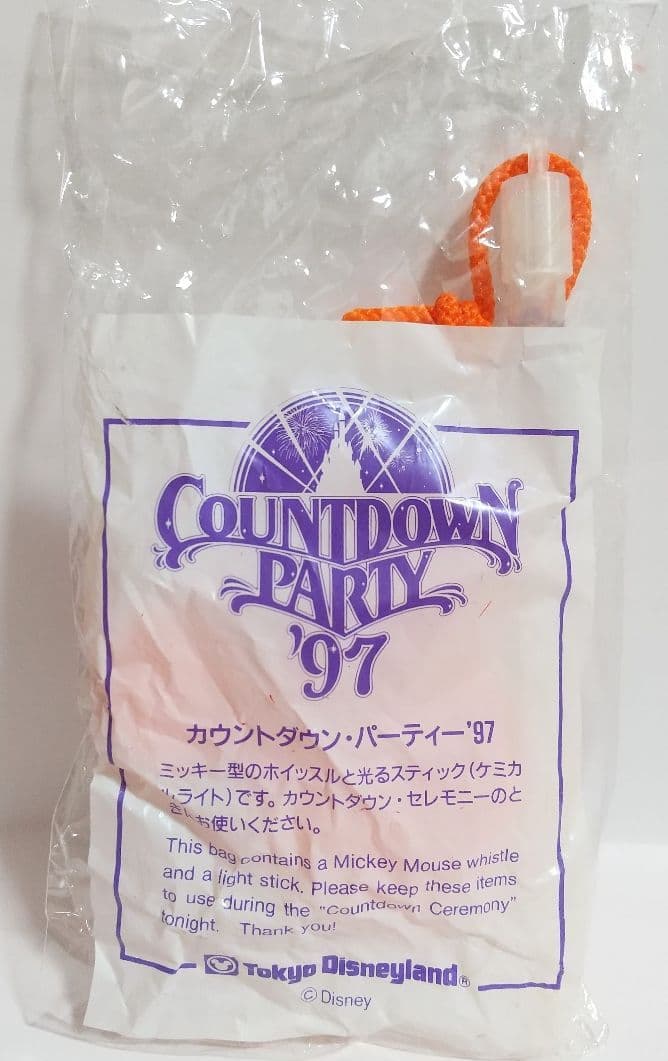 COUNTDOWN
PARTY
'97
カウントダウン・パーティー'97
ミッキー型のホイッスルと光るスティック(ケミカ
ルライト)です。カウントダウン・セレモニーのと
きにお使いください。
This bag contains a Mickey Mouse whistle
and a light stick. Please keep these items
to use during the "Countdown Ceremony"
tonight. Thank you!
Tokyo Disneyland®
© Disney